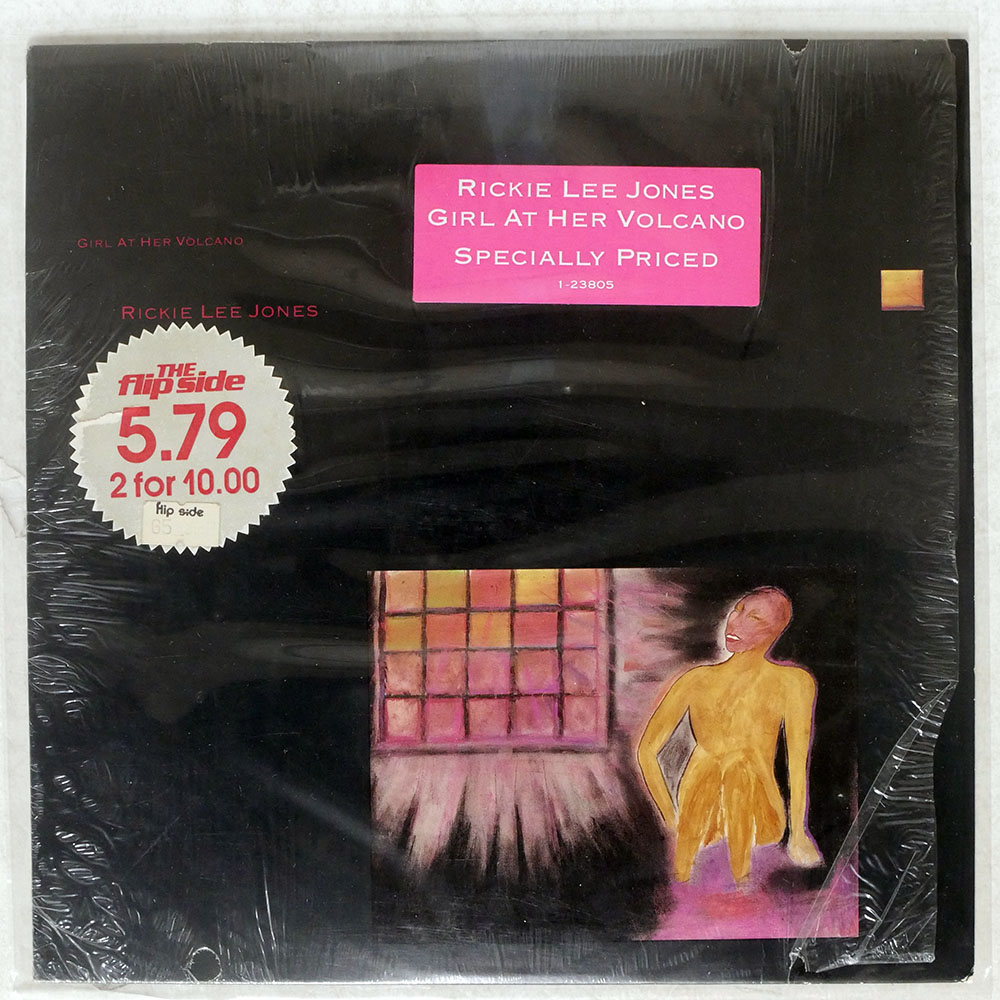 RICKIE LEE JONES
GIRL AT HER VOLCANO
SPECIALLY PRICED
1-23805
GIRL AT HER VOLCANO
RICKIE LEE JONES
THE
flip side
5.79
2 for 10.00
flip side
05